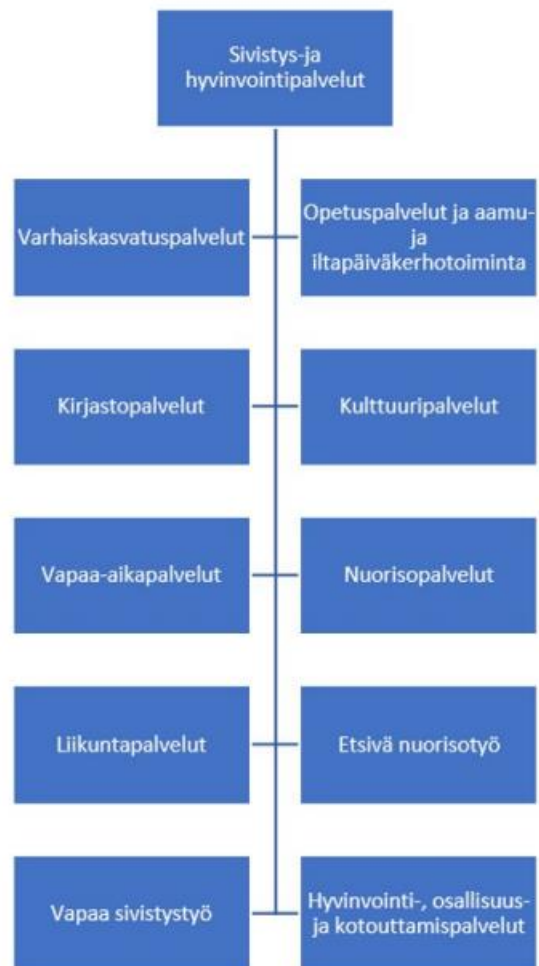 Sivistys-ja
hyvinvointipalvelut
Varhaiskasvatuspalvelut
Opetuspalvelut ja aamu-
ja
iltapäiväkerhotoiminta
Kirjastopalvelut
Kulttuuripalvelut
Vapaa-aikapalvelut
Nuorisopalvelut
Liikuntapalvelut
Etsivä nuorisotyö
Vapaa sivistystyö
Hyvinvointi-, osallisuus-
ja kotouttamispalvelut